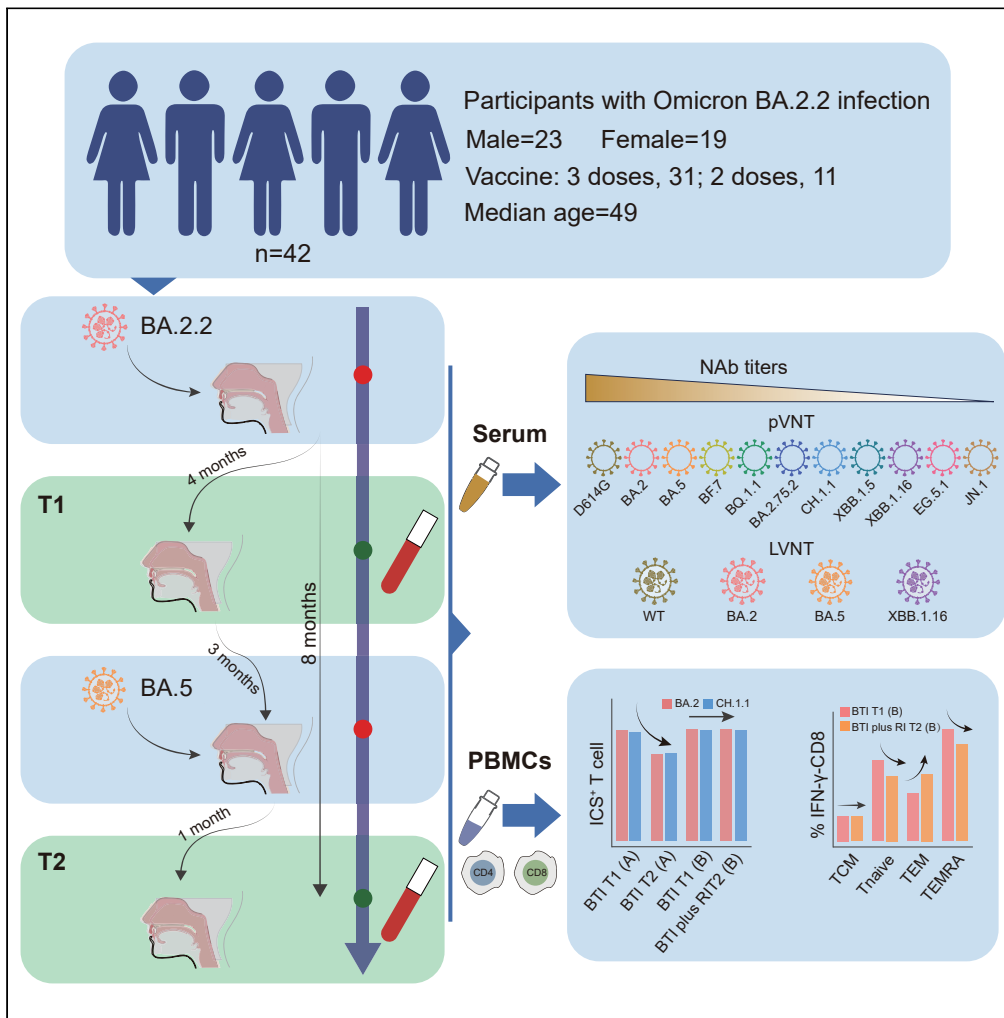 Participants with Omicron BA.2.2 infection
Male=23 Female=19
Vaccine: 3 doses, 31; 2 doses, 11
Median age=49
n=42
BA.2.2
4 months
T1
3 months
8 months
BA.5
1 month
T2
Serum
PBMCs
CD4 CD8
NAb titers
pVNT
D614G BA.2 BA.5 BF.7 BQ.1.1 BA.2.75.2 CH.1.1 XBB.1.5 XBB.1.16 EG.5.1 JN.1
LVNT
WT BA.2 BA.5 XBB.1.16
BA.2 CH.1.1
ICS⁺ T cell
BTI T1 (A) BTI T2 (A) BTI T1 (B) BTI plus RIT2 (B)
BTI T1 (B)
BTI plus RI T2 (B)
% IFN-γ-CD8
TCM Tnaive TEM TEMRA